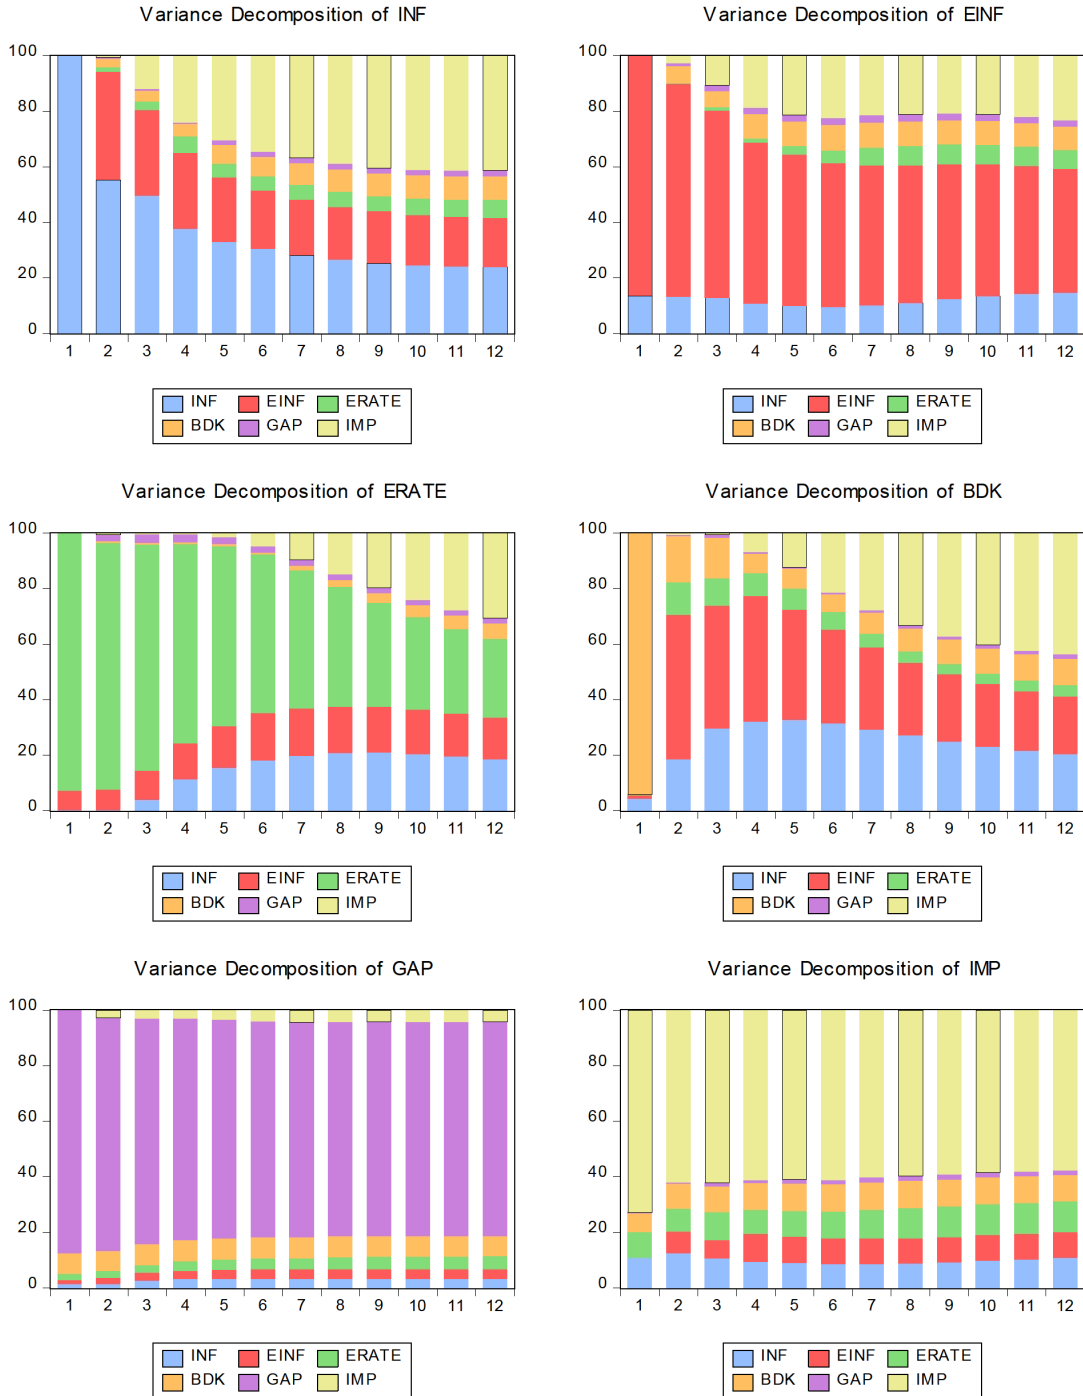 Variance Decomposition of INF
100
80
60
40
20
0
1 2 3 4 5 6 7 8 9 10 11 12
INF EINF ERATE
BDK GAP IMP
Variance Decomposition of EINF
100
80
60
40
20
0
1 2 3 4 5 6 7 8 9 10 11 12
INF EINF ERATE
BDK GAP IMP
Variance Decomposition of ERATE
100
80
60
40
20
0
1 2 3 4 5 6 7 8 9 10 11 12
INF EINF ERATE
BDK GAP IMP
Variance Decomposition of BDK
100
80
60
40
20
0
1 2 3 4 5 6 7 8 9 10 11 12
INF EINF ERATE
BDK GAP IMP
Variance Decomposition of GAP
100
80
60
40
20
0
1 2 3 4 5 6 7 8 9 10 11 12
INF EINF ERATE
BDK GAP IMP
Variance Decomposition of IMP
100
80
60
40
20
0
1 2 3 4 5 6 7 8 9 10 11 12
INF EINF ERATE
BDK GAP IMP